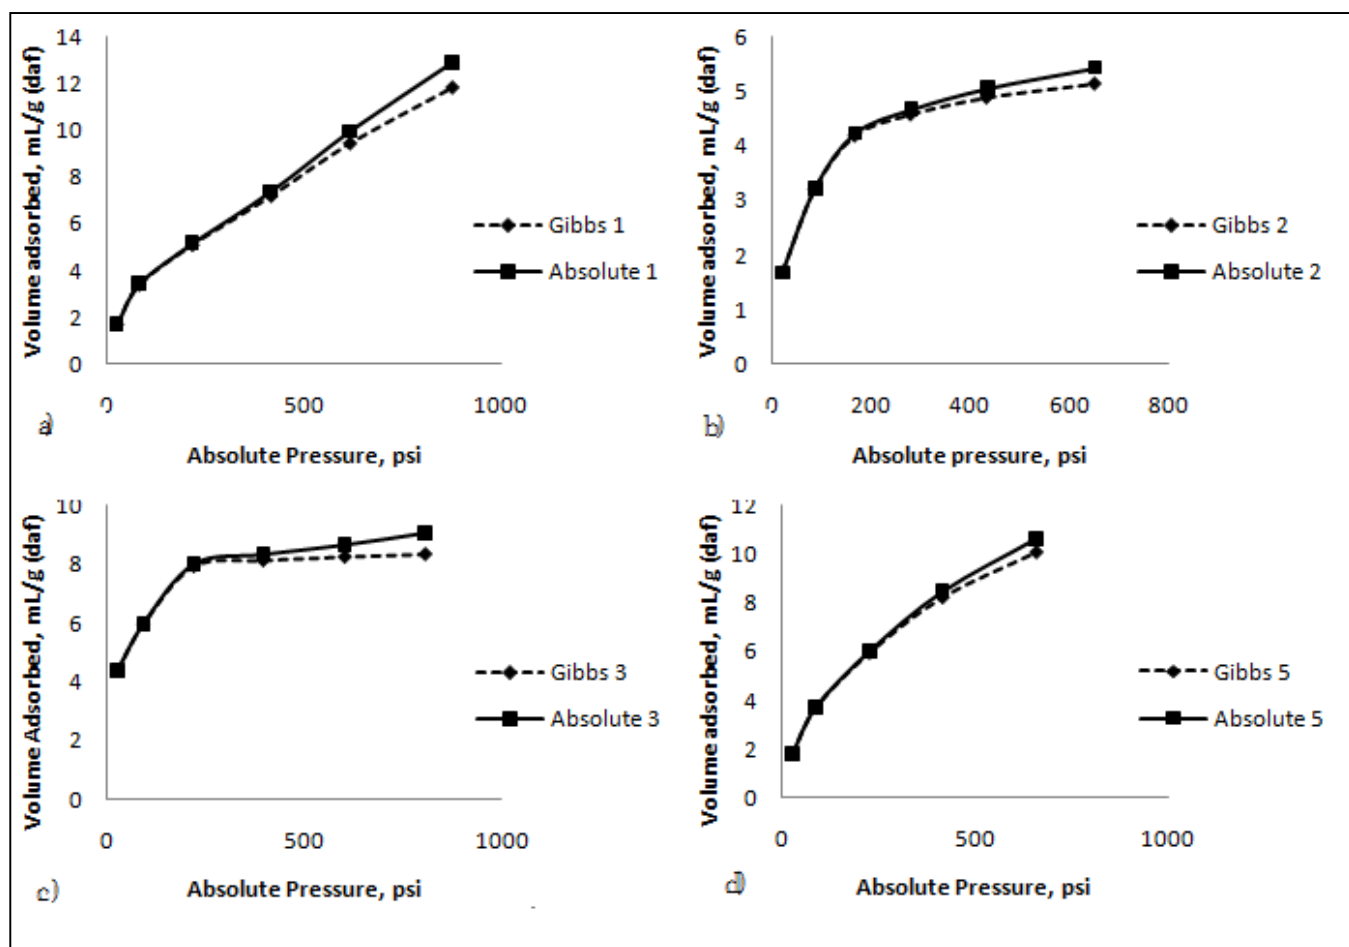 Volume adsorbed, mL/g (daf)
14
12
10
8
6
4
2
0
0 500 1000
Absolute Pressure, psi
Gibbs 1
Absolute 1
a)
Volume adsorbed, mL/g (daf)
6
5
4
3
2
1
0
0 200 400 600 800
Absolute pressure, psi
Gibbs 2
Absolute 2
b)
Volume Adsorbed, mL/g (daf)
10
8
6
4
2
0
0 500 1000
Absolute Pressure, psi
Gibbs 3
Absolute 3
c)
Volume adsorbed, mL/g (daf)
12
10
8
6
4
2
0
0 500 1000
Absolute Pressure, psi
Gibbs 5
Absolute 5
d)